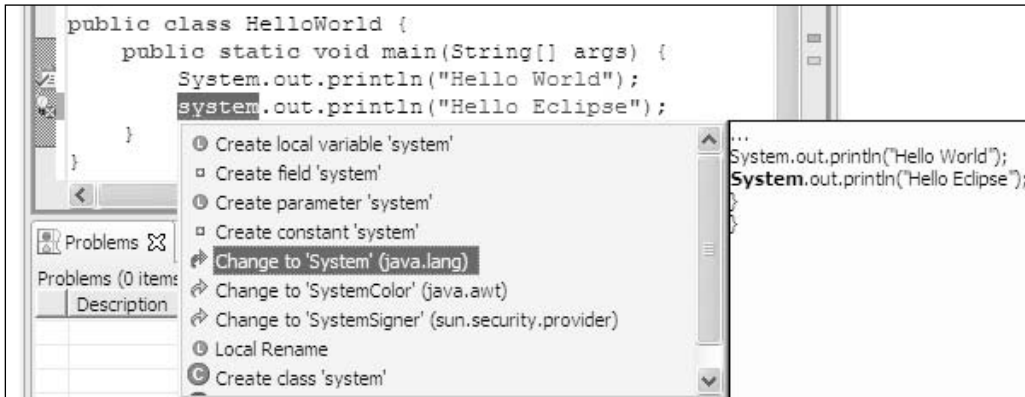 public class HelloWorld {
public static void main(String[] args) {
System.out.println("Hello World");
system.out.println("Hello Eclipse");
}
}
Create local variable 'system'
Create field 'system'
Create parameter 'system'
Create constant 'system'
Change to 'System' (java.lang)
Change to 'SystemColor' (java.awt)
Change to 'SystemSigner' (sun.security.provider)
Local Rename
Create class 'system'
...
System.out.println("Hello World");
System.out.println("Hello Eclipse");
}
}
Problems
Problems (0 items
Description